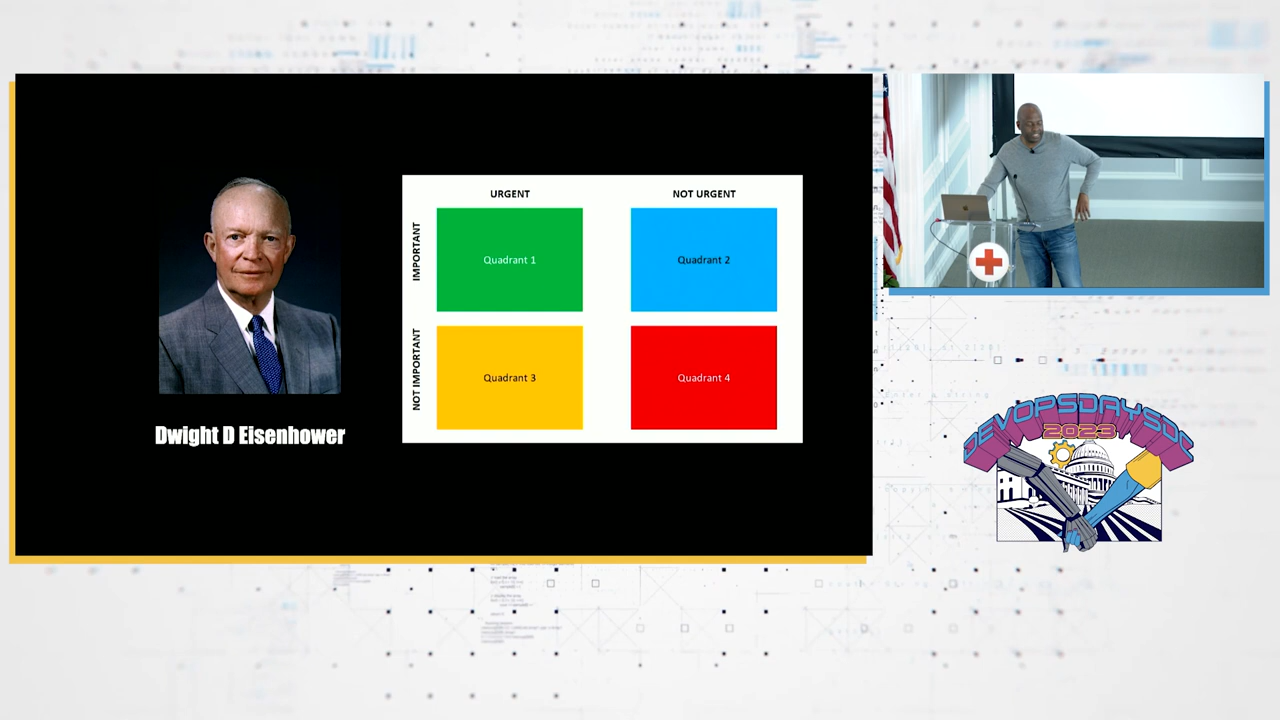 URGENT
NOT URGENT
IMPORTANT
Quadrant 1
Quadrant 2
NOT IMPORTANT
Quadrant 3
Quadrant 4
Dwight D Eisenhower
DEVOPSDAYSDC
2023